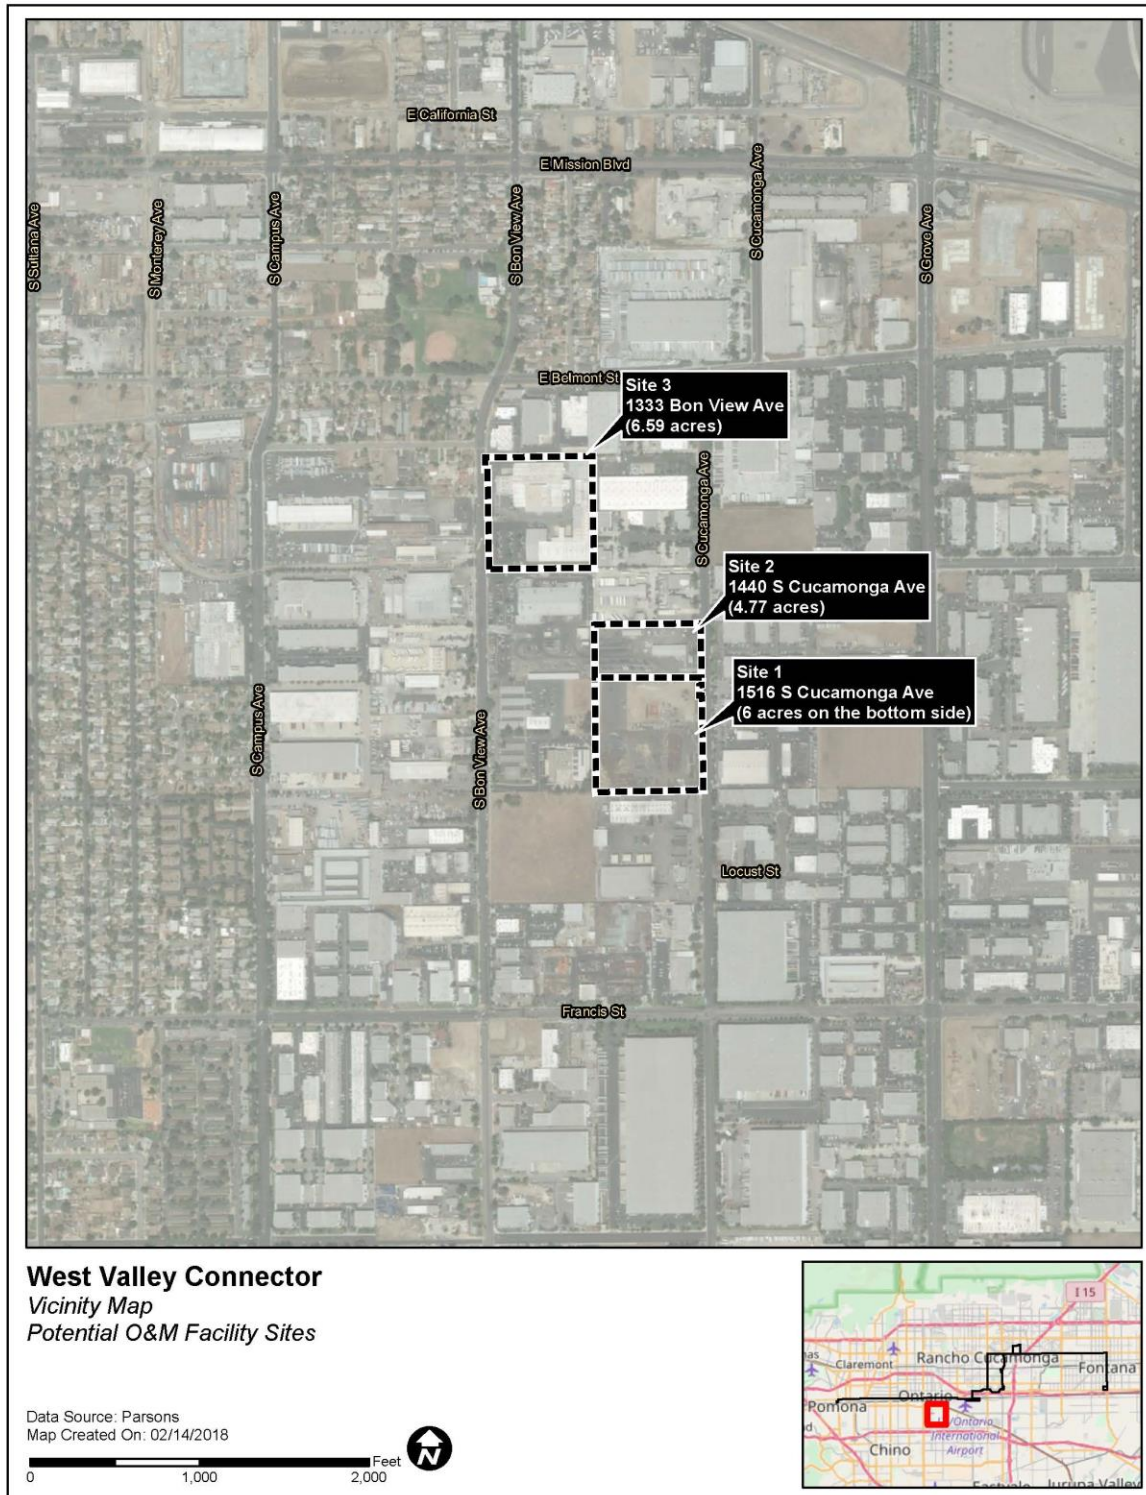 E California St
E Mission Blvd
S Sultana Ave
S Monterey Ave
S Campus Ave
S Bon View Ave
S Cucamonga Ave
S Grove Ave
E Belmont St
Site 3
1333 Bon View Ave
(6.59 acres)
S Cucamonga Ave
Site 2
1440 S Cucamonga Ave
(4.77 acres)
Site 1
1516 S Cucamonga Ave
(6 acres on the bottom side)
S Campus Ave
S Bon View Ave
Locust St
Francis St
West Valley Connector
Vicinity Map
Potential O&M Facility Sites
Data Source: Parsons
Map Created On: 02/14/2018
Feet
0 1,000 2,000
N
I 15
Claremont
Rancho Cucamonga
Fontana
Ontario
Pomona
/Ontario
International
Airport
Chino
Jurupa Valley